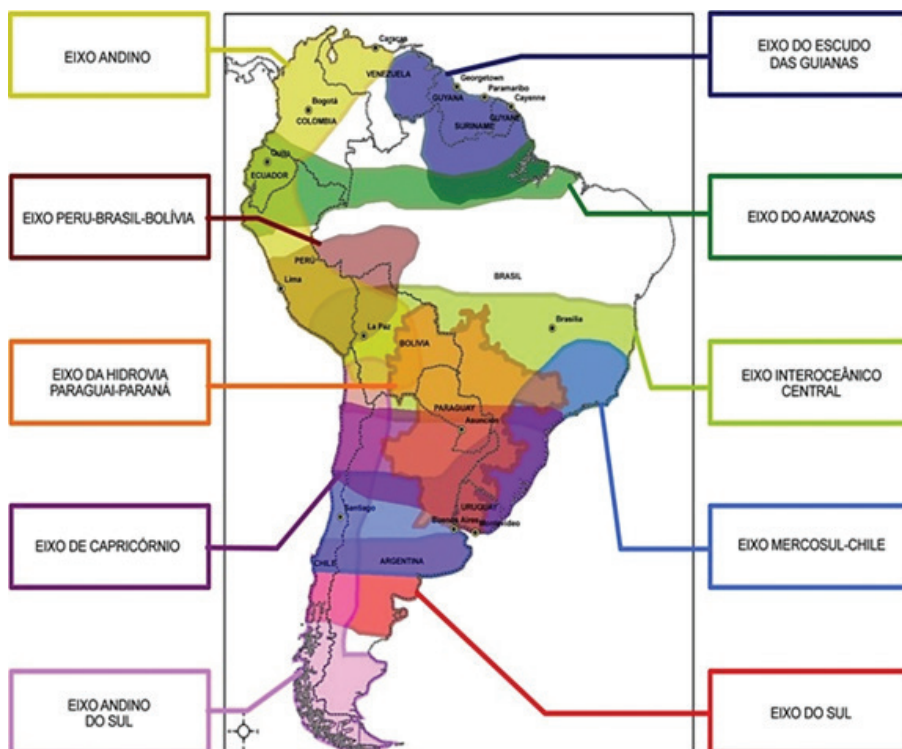 EIXO ANDINO
EIXO DO ESCUDO
DAS GUIANAS
Caracas
VENEZUELA
Georgetown
Paramaribo
GUYANA
Cayenne
Bogotá
COLOMBIA
SURINAME
GUYANE
Quito
ECUADOR
EIXO PERU-BRASIL-BOLÍVIA
EIXO DO AMAZONAS
PERÚ
Lima
BRASIL
La Paz
BOLÍVIA
Brasília
EIXO DA HIDROVIA
PARAGUAI-PARANÁ
EIXO INTEROCEÂNICO
CENTRAL
PARAGUAY
Asunción
URUGUAY
Santiago
Buenos Aires
Montevideo
EIXO DE CAPRICÓRNIO
EIXO MERCOSUL-CHILE
CHILE
ARGENTINA
EIXO ANDINO
DO SUL
EIXO DO SUL